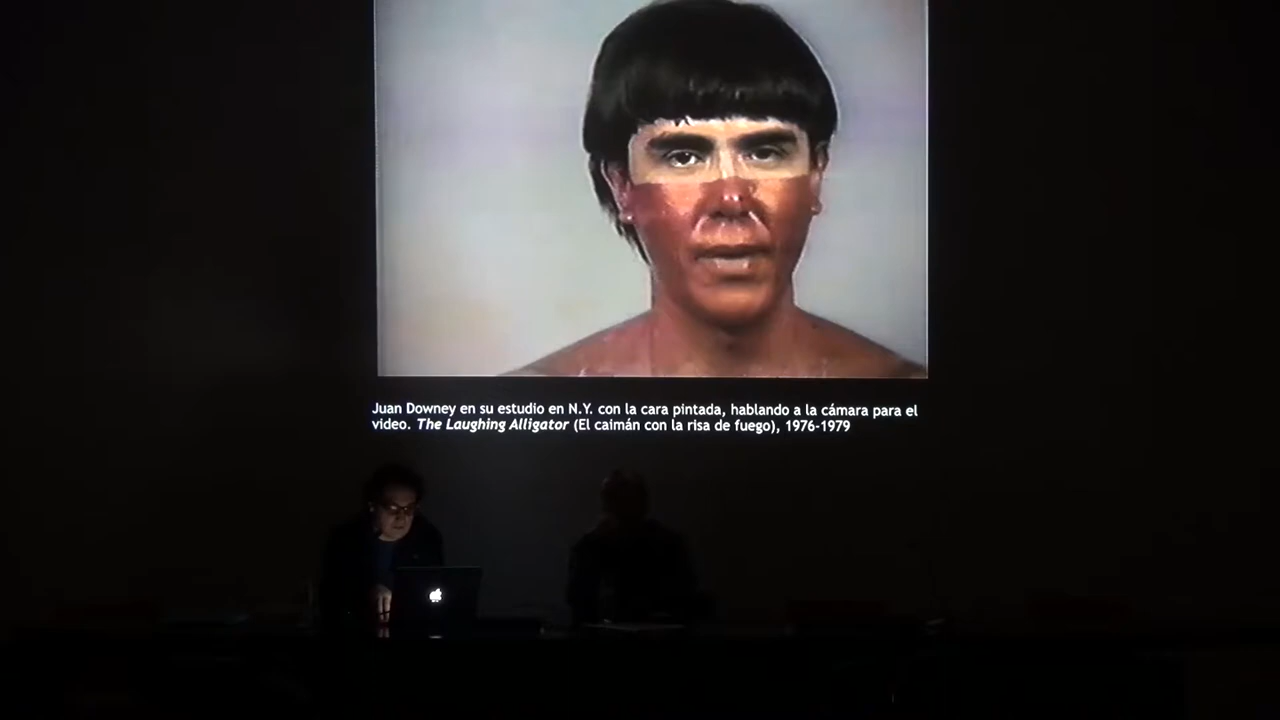 Juan Downey en su estudio en N.Y. con la cara pintada, hablando a la cámara para el
video. The Laughing Alligator (El caimán con la risa de fuego), 1976-1979